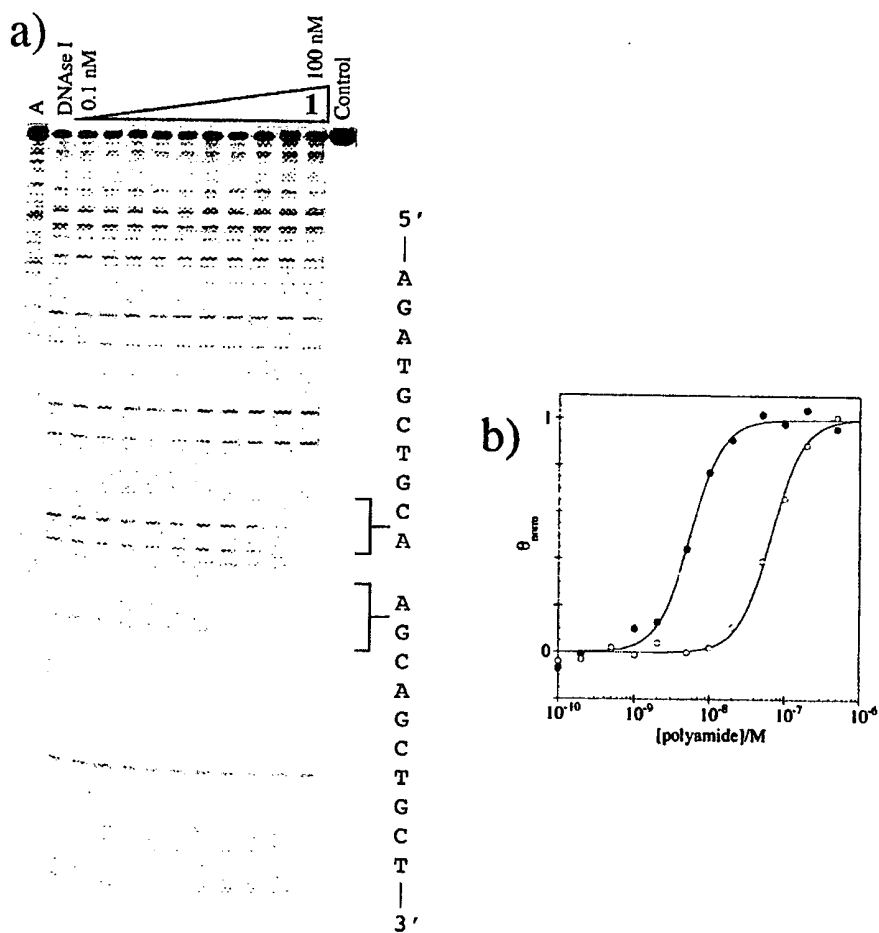 a)
A
DNAse I
0.1 nM
1
100 nM
Control
5′
A
G
A
T
G
C
T
G
C
A
A
G
C
A
G
C
T
G
C
T
3′
b)
1
θnorm
0
10-10
10-9
10-8
10-7
10-6
[polyamide]/M